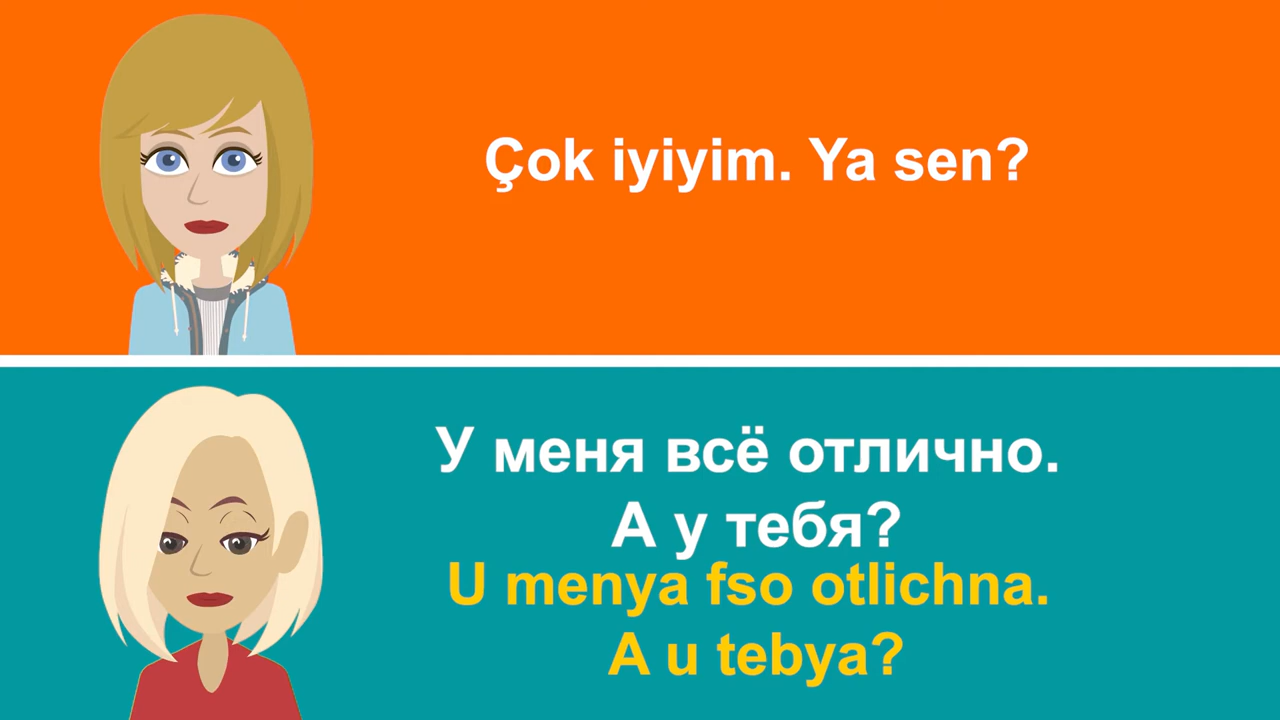 Çok iyiyim. Ya sen?
У меня всё отлично.
А у тебя?
U menya fso otlichna.
A u tebya?